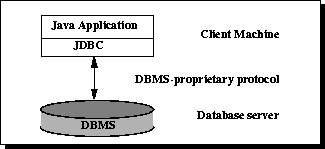 Java Application
Client Machine
JDBC
DBMS-proprietary protocol
Database server
DBMS